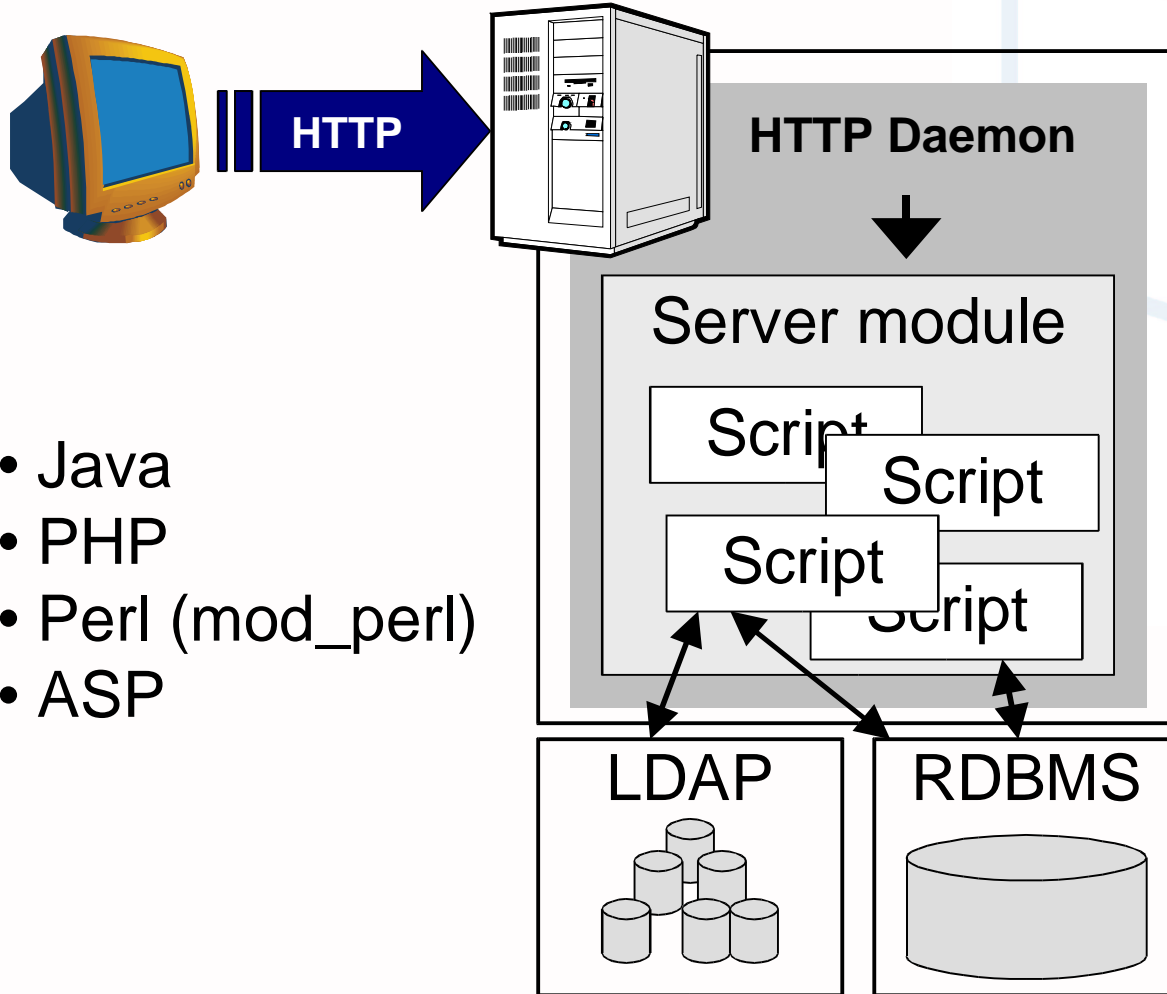 HTTP
HTTP Daemon
Server module
Script
Script
Script
Script
• Java
• PHP
• Perl (mod_perl)
• ASP
LDAP
RDBMS